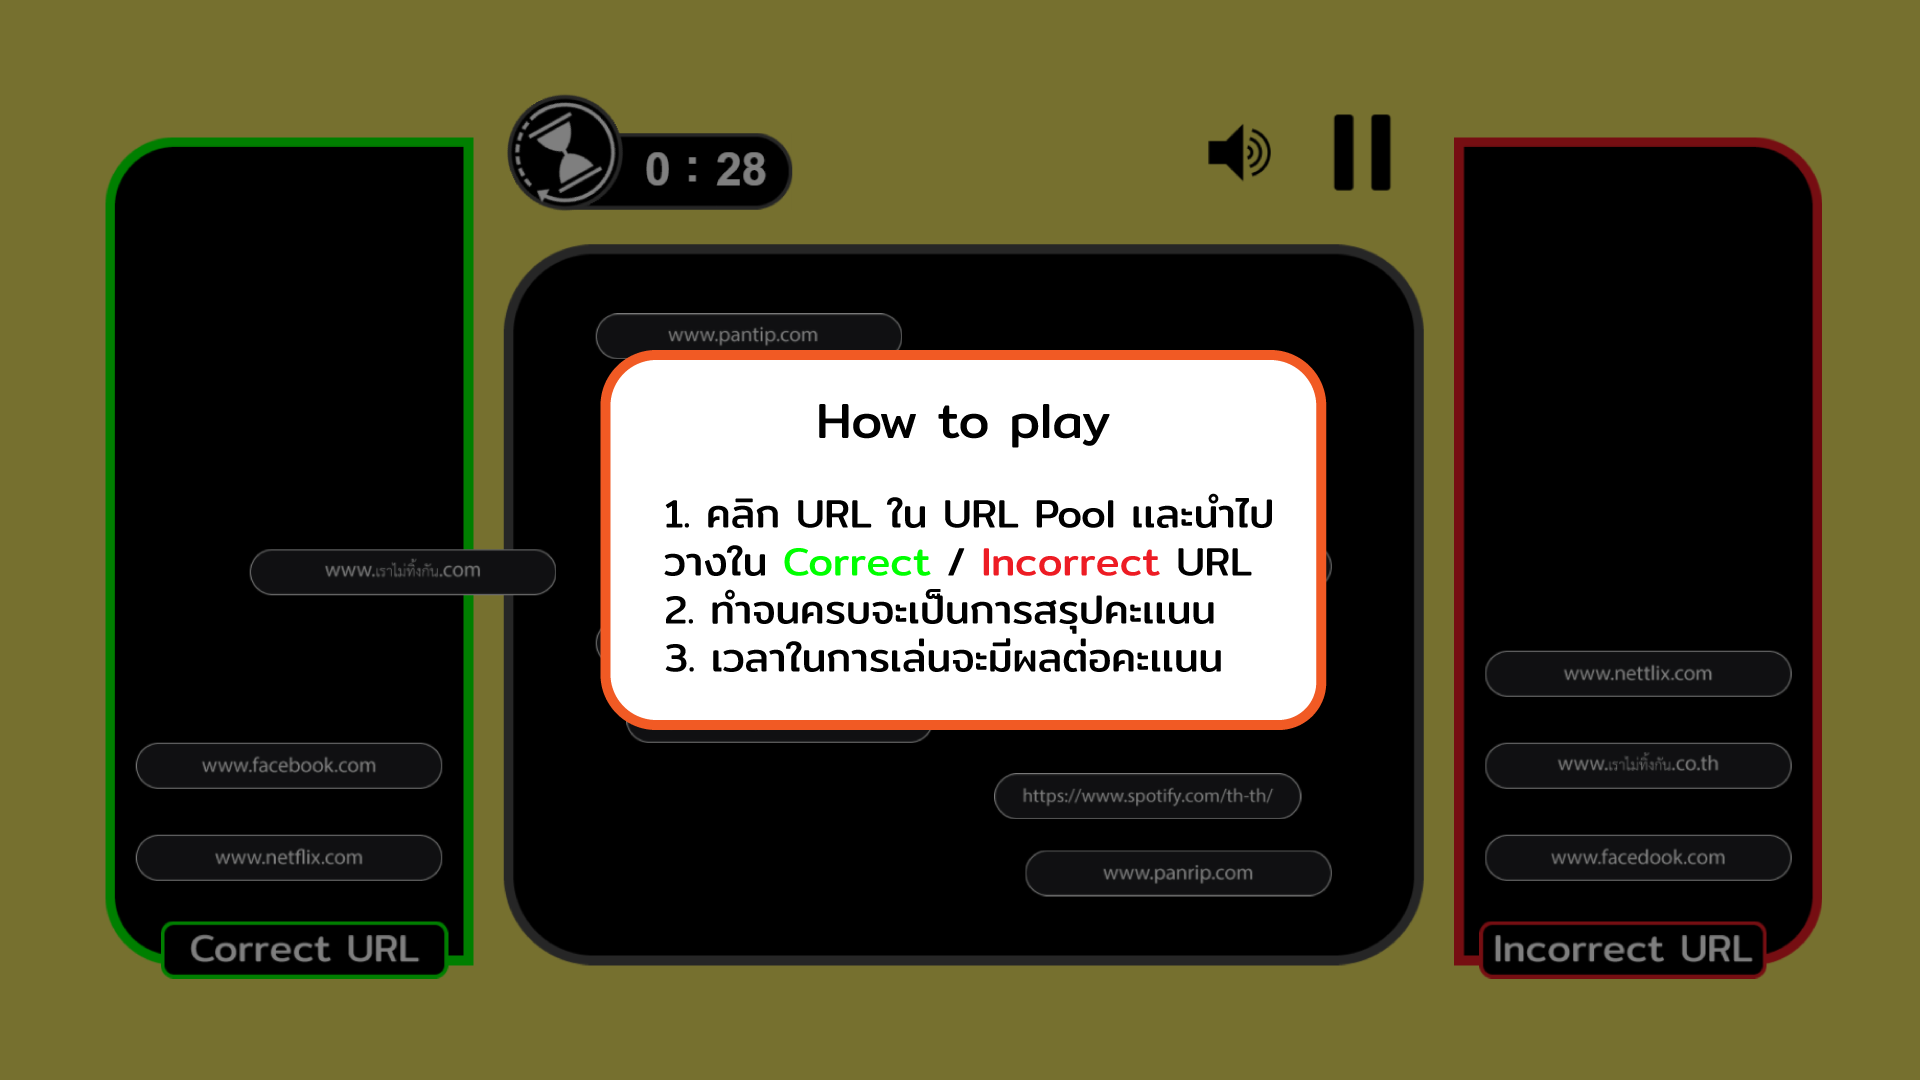 0 : 28
www.pantip.com
How to play
1. คลิก URL ใน URL Pool และนำไป
วางใน Correct / Incorrect URL
2. ทำจนครบจะเป็นการสรุปคะแนน
3. เวลาในการเล่นจะมีผลต่อคะแนน
www.เราไม่ทิ้งกัน.com
www.facebook.com
www.netflix.com
Correct URL
https://www.spotify.com/th-th/
www.panrip.com
www.nettlix.com
www.เราไม่ทิ้งกัน.co.th
www.facedook.com
Incorrect URL